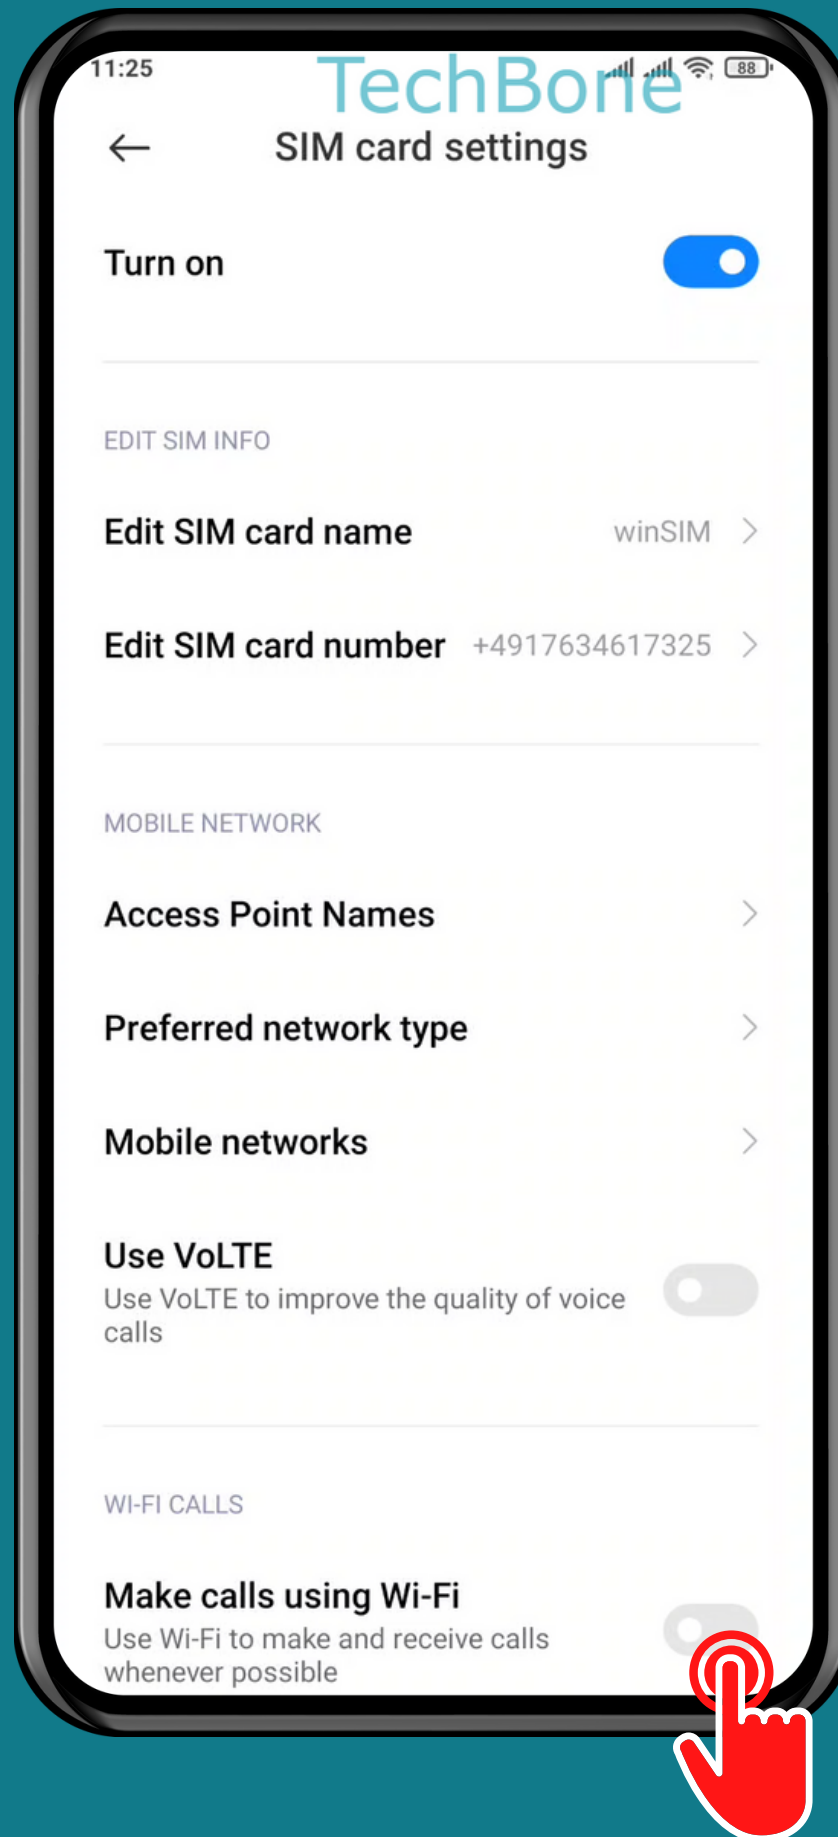 11:25 88
TechBone
SIM card settings
Turn on
EDIT SIM INFO
Edit SIM card name winSIM
Edit SIM card number +4917634617325
MOBILE NETWORK
Access Point Names
Preferred network type
Mobile networks
Use VoLTE
Use VoLTE to improve the quality of voice
calls
WI-FI CALLS
Make calls using Wi-Fi
Use Wi-Fi to make and receive calls
whenever possible